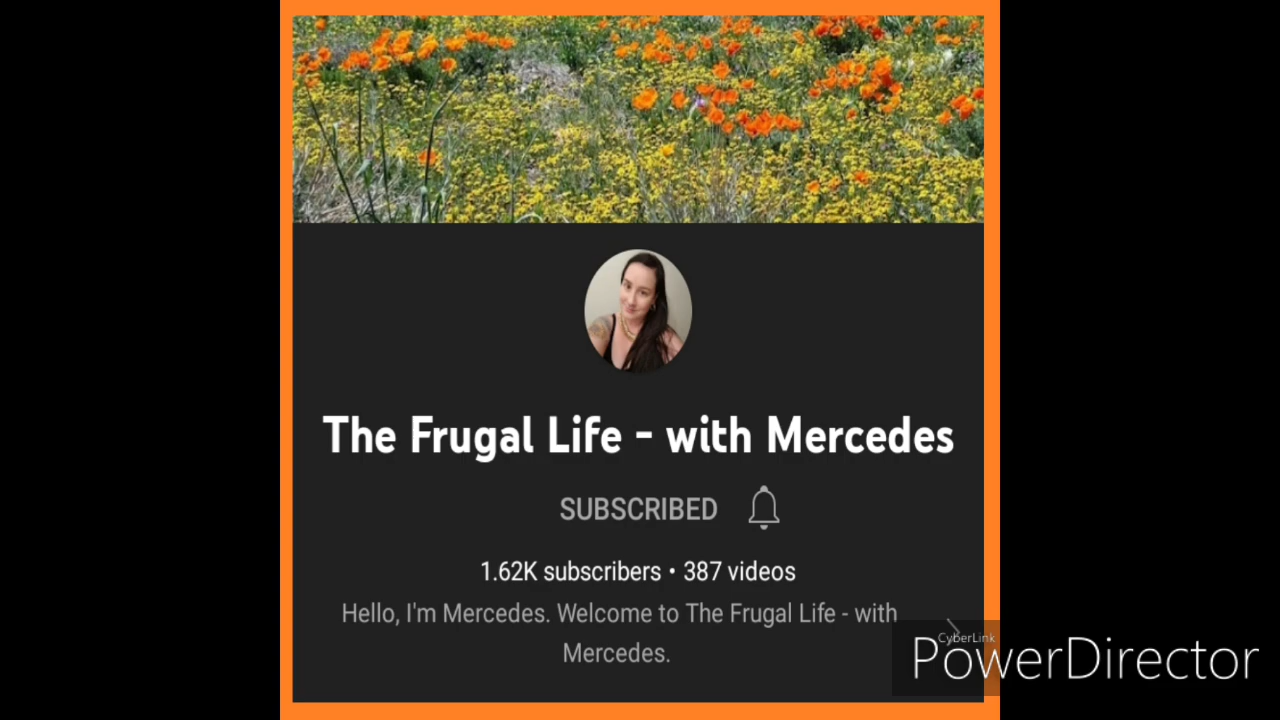 The Frugal Life - with Mercedes
SUBSCRIBED
1.62K subscribers • 387 videos
Hello, I'm Mercedes. Welcome to The Frugal Life - with
Mercedes.
CyberLink
PowerDirector